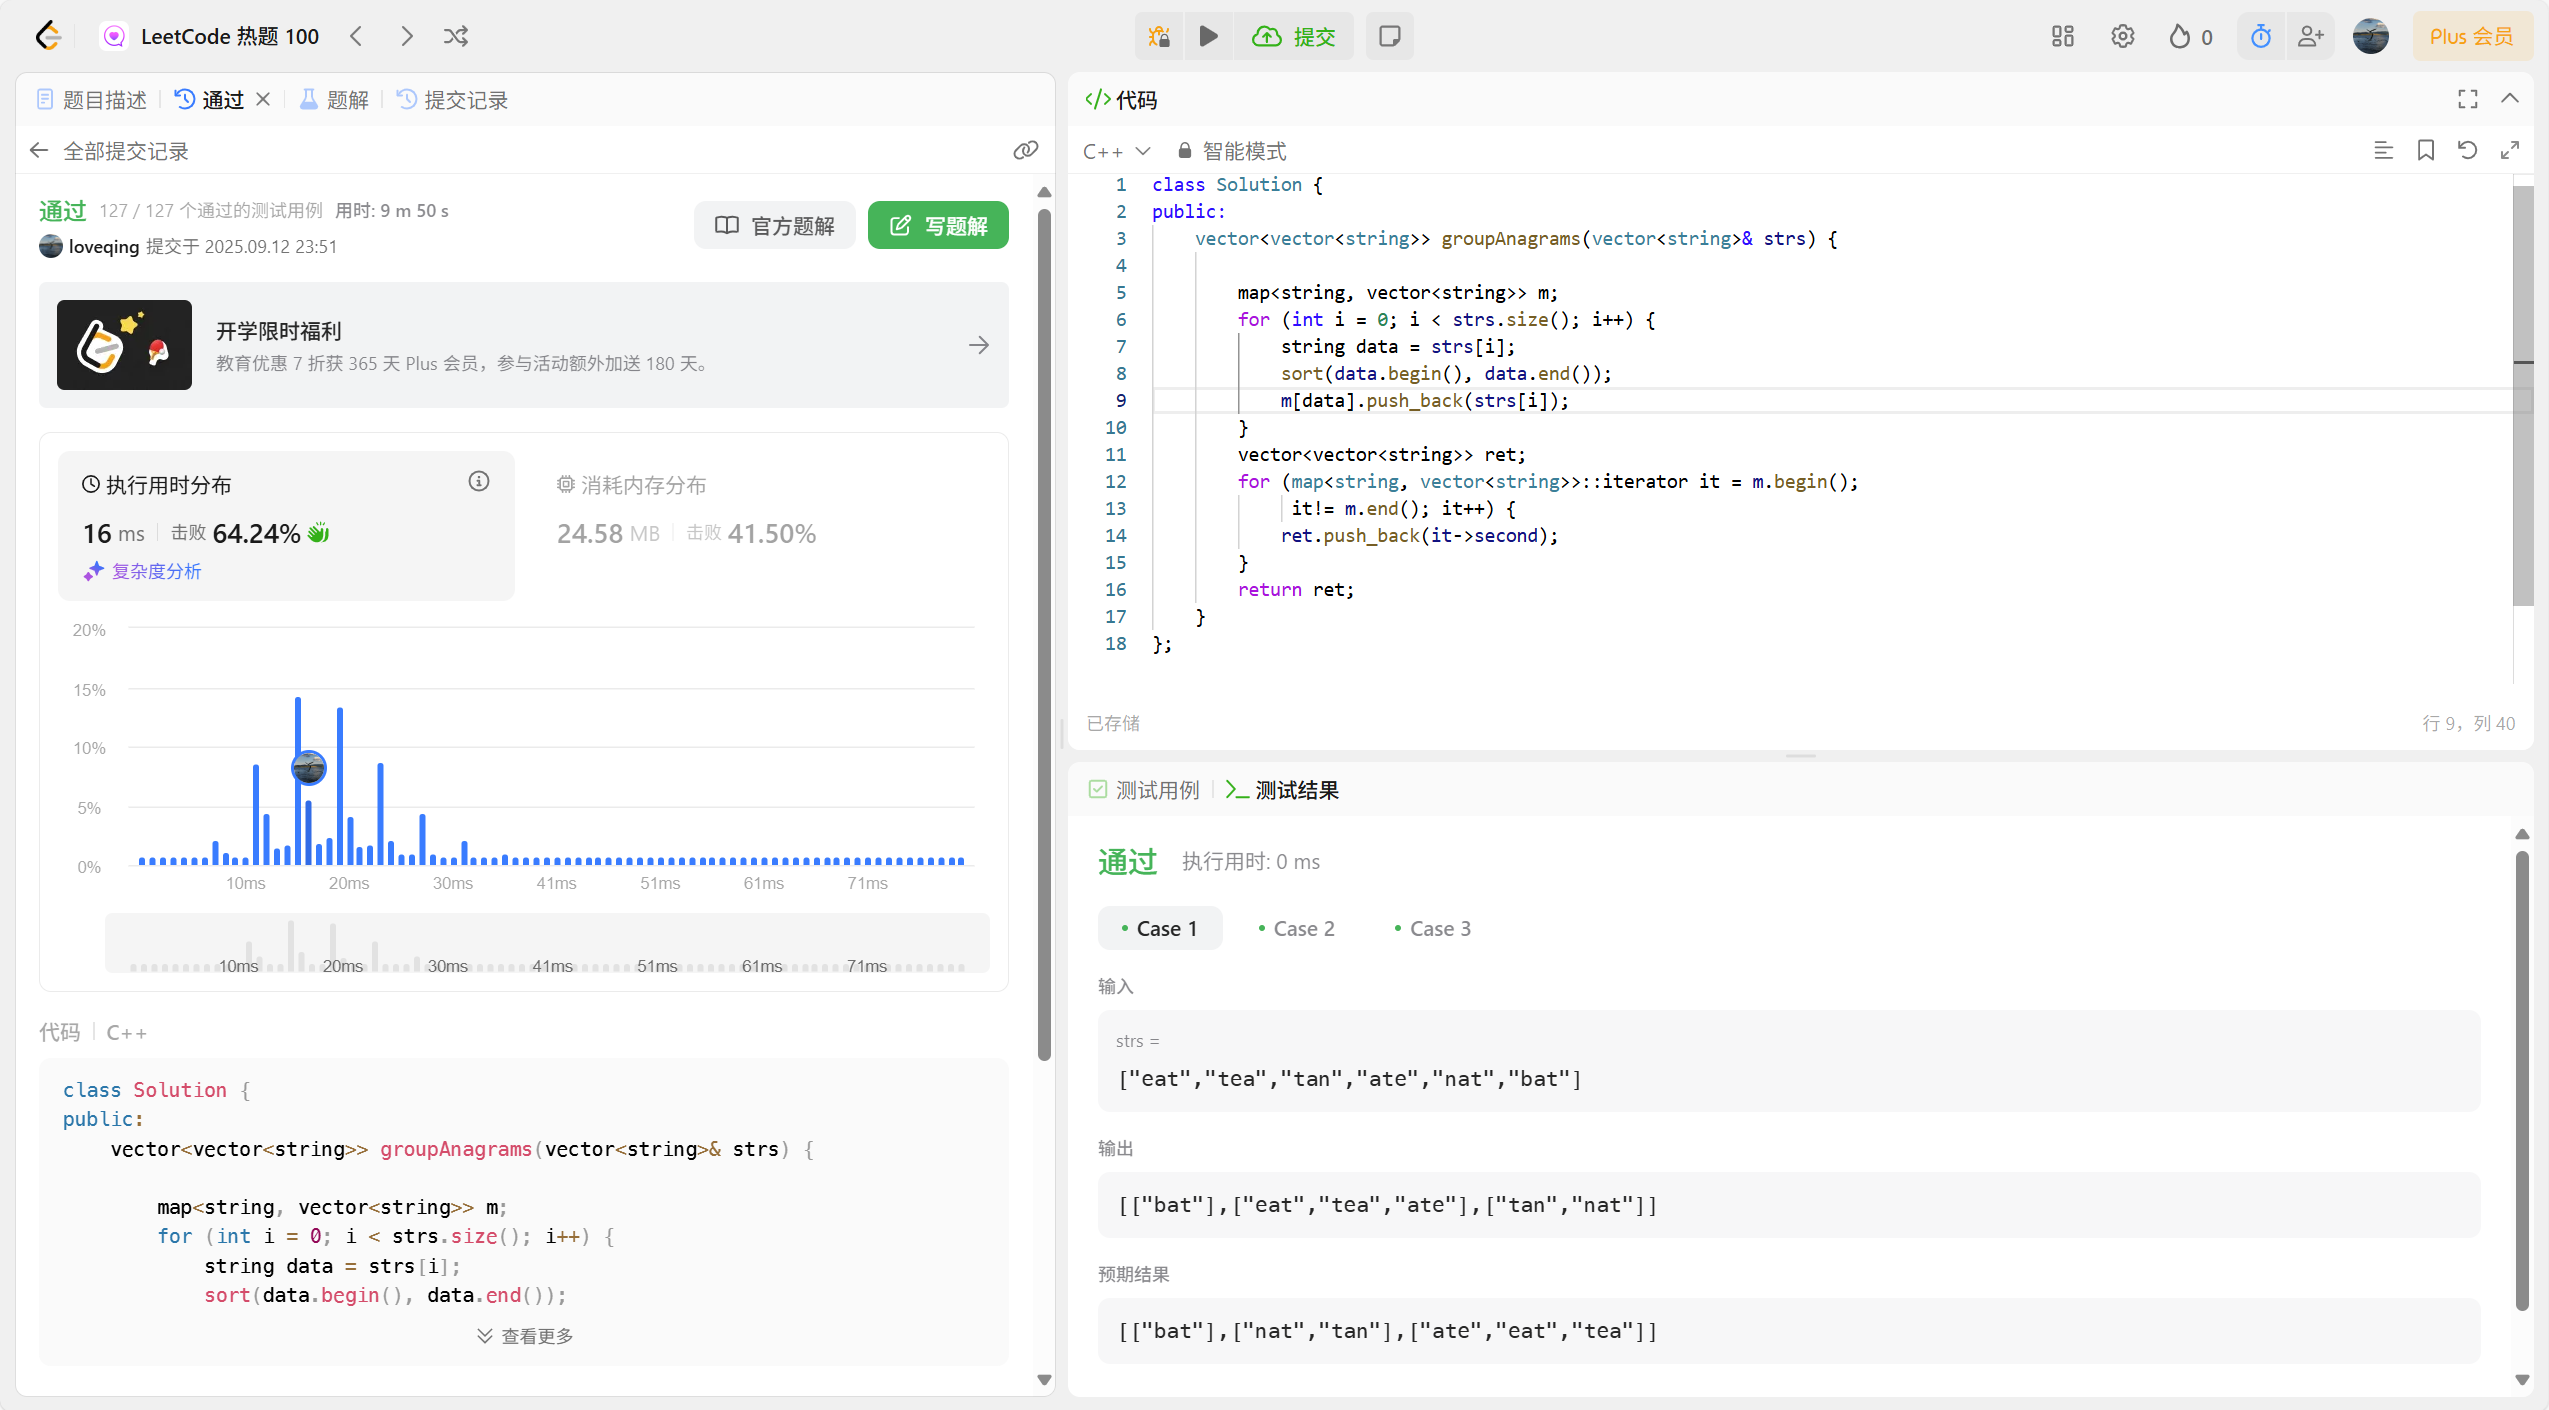 LeetCode 热题 100
提交
0
Plus 会员
题目描述
通过
题解
提交记录
全部提交记录
通过 127 / 127 个通过的测试用例 用时: 9 m 50 s
loveqing 提交于 2025.09.12 23:51
官方题解
写题解
开学限时福利
教育优惠 7 折获 365 天 Plus 会员，参与活动额外加送 180 天。
执行用时分布
16 ms 击败 64.24%
复杂度分析
消耗内存分布
24.58 MB 击败 41.50%
20%
15%
10%
5%
0%
10ms 20ms 30ms 41ms 51ms 61ms 71ms
10ms 20ms 30ms 41ms 51ms 61ms 71ms
代码 C++
class Solution {
public:
    vector<vector<string>> groupAnagrams(vector<string>& strs) {
        map<string, vector<string>> m;
        for (int i = 0; i < strs.size(); i++) {
            string data = strs[i];
            sort(data.begin(), data.end());
查看更多
代码
C++ 智能模式
1 class Solution {
2 public:
3     vector<vector<string>> groupAnagrams(vector<string>& strs) {
4
5         map<string, vector<string>> m;
6         for (int i = 0; i < strs.size(); i++) {
7             string data = strs[i];
8             sort(data.begin(), data.end());
9             m[data].push_back(strs[i]);
10         }
11         vector<vector<string>> ret;
12         for (map<string, vector<string>>::iterator it = m.begin();
13              it!= m.end(); it++) {
14             ret.push_back(it->second);
15         }
16         return ret;
17     }
18 };
已存储
行 9，列 40
测试用例
测试结果
通过 执行用时: 0 ms
Case 1
Case 2
Case 3
输入
strs =
["eat","tea","tan","ate","nat","bat"]
输出
[["bat"],["eat","tea","ate"],["tan","nat"]]
预期结果
[["bat"],["nat","tan"],["ate","eat","tea"]]